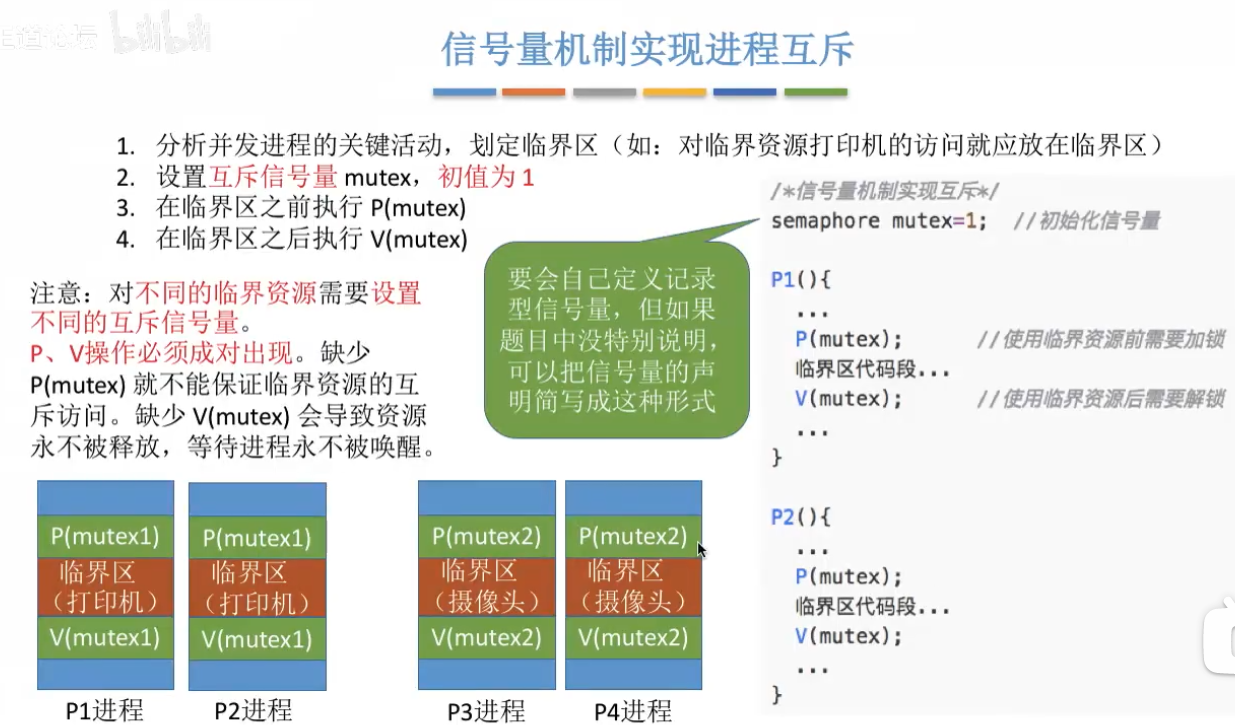 bilibili
信号量机制实现进程互斥
1. 分析并发进程的关键活动，划定临界区（如：对临界资源打印机的访问就应放在临界区）
2. 设置互斥信号量 mutex，初值为 1
3. 在临界区之前执行 P(mutex)
4. 在临界区之后执行 V(mutex)
注意：对不同的临界资源需要设置
不同的互斥信号量。
P、V操作必须成对出现。缺少
P(mutex) 就不能保证临界资源的互
斥访问。缺少 V(mutex) 会导致资源
永不被释放，等待进程永不被唤醒。
要会自己定义记录
型信号量，但如果
题目中没特别说明，
可以把信号量的声
明简写成这种形式
/*信号量机制实现互斥*/
semaphore mutex=1; //初始化信号量
P1(){
...
P(mutex); //使用临界资源前需要加锁
临界区代码段...
V(mutex); //使用临界资源后需要解锁
...
}
P2(){
...
P(mutex);
临界区代码段...
V(mutex);
...
}
P(mutex1)
临界区
（打印机）
V(mutex1)
P1进程
P(mutex1)
临界区
（打印机）
V(mutex1)
P2进程
P(mutex2)
临界区
（摄像头）
V(mutex2)
P3进程
P(mutex2)
临界区
（摄像头）
V(mutex2)
P4进程